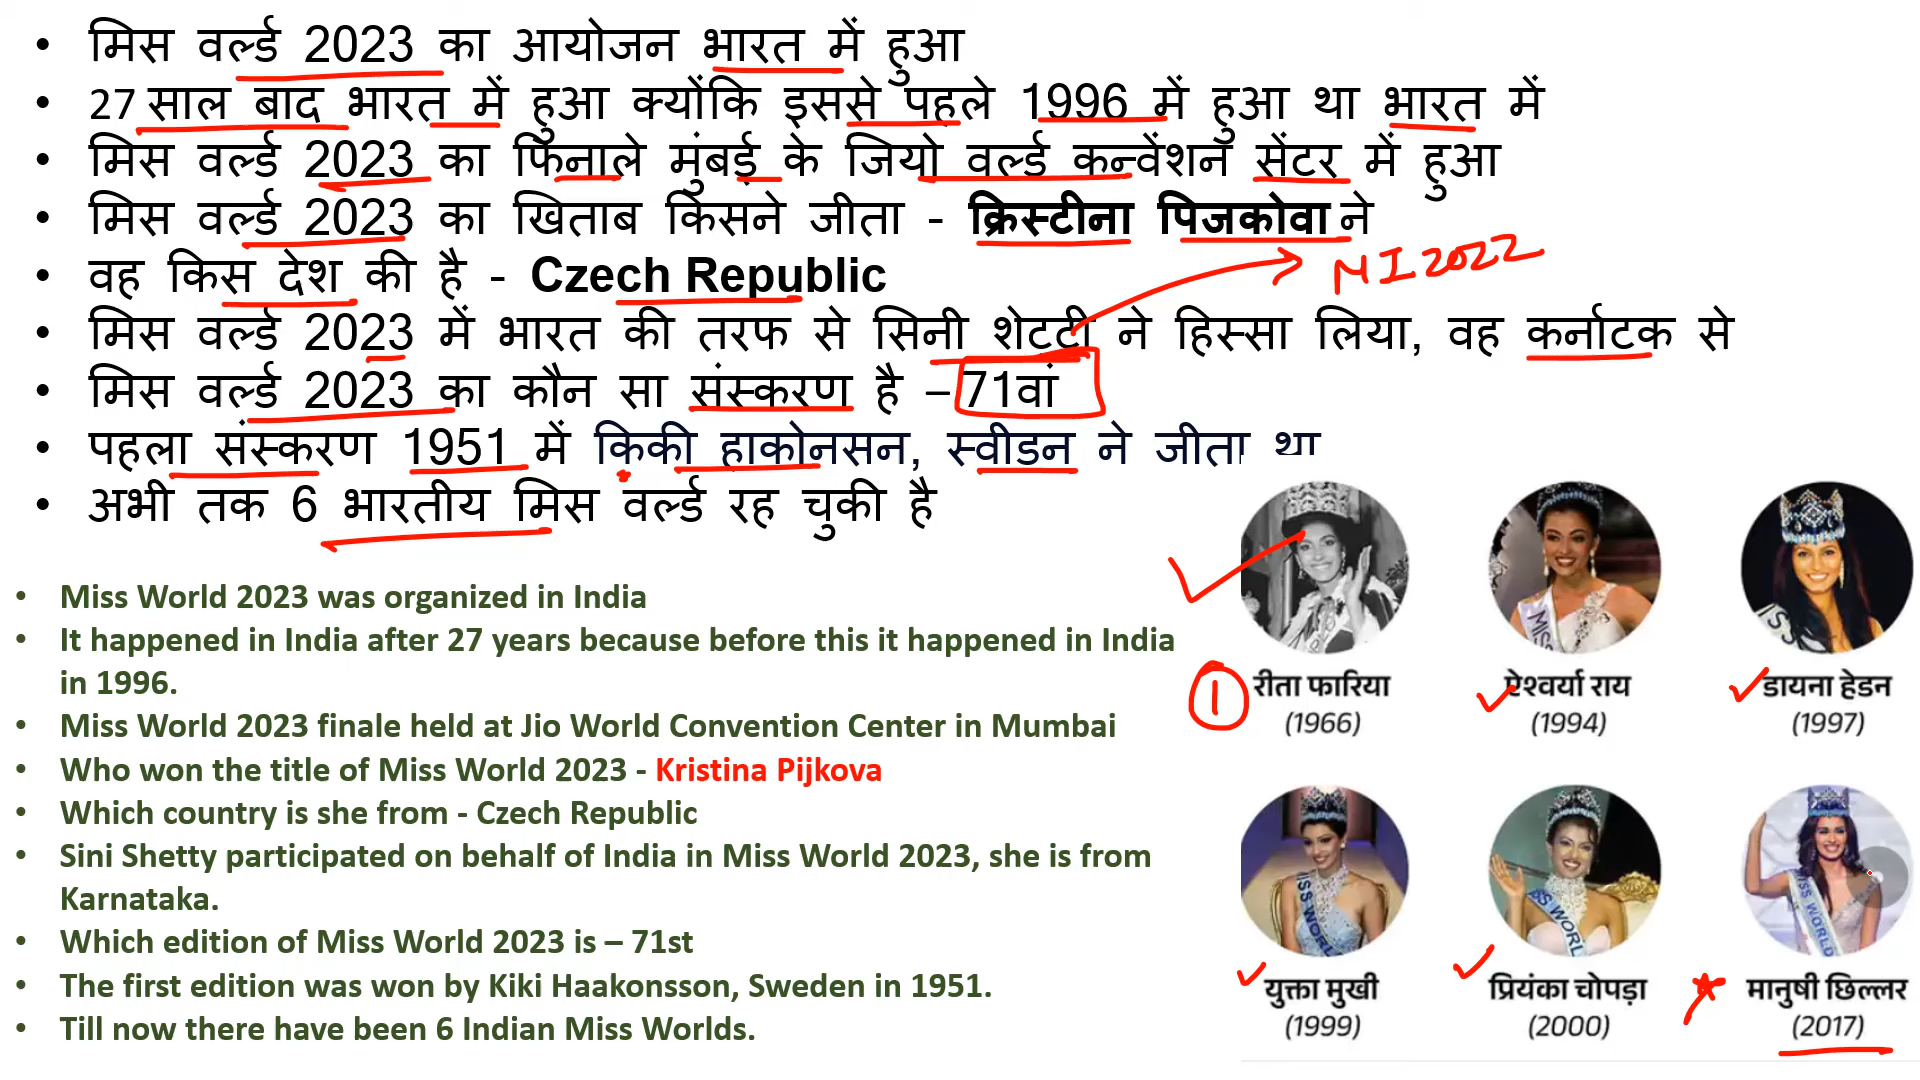 • मिस वर्ल्ड 2023 का आयोजन भारत में हुआ
• 27 साल बाद भारत में हुआ क्योंकि इससे पहले 1996 में हुआ था भारत में
• मिस वर्ल्ड 2023 का फिनाले मुंबई के जियो वर्ल्ड कन्वेंशन सेंटर में हुआ
• मिस वर्ल्ड 2023 का खिताब किसने जीता - क्रिस्टीना पिजकोवा ने
• वह किस देश की है - Czech Republic
MI 2022
• मिस वर्ल्ड 2023 में भारत की तरफ से सिनी शेट्टी ने हिस्सा लिया, वह कर्नाटक से
• मिस वर्ल्ड 2023 का कौन सा संस्करण है – 71वां
• पहला संस्करण 1951 में किकी हाकोनसन, स्वीडन ने जीता था
• अभी तक 6 भारतीय मिस वर्ल्ड रह चुकी है
• Miss World 2023 was organized in India
• It happened in India after 27 years because before this it happened in India
in 1996.
• Miss World 2023 finale held at Jio World Convention Center in Mumbai
• Who won the title of Miss World 2023 - Kristina Pijkova
• Which country is she from - Czech Republic
• Sini Shetty participated on behalf of India in Miss World 2023, she is from
Karnataka.
• Which edition of Miss World 2023 is – 71st
• The first edition was won by Kiki Haakonsson, Sweden in 1951.
• Till now there have been 6 Indian Miss Worlds.
MISS
ISS
1 रीता फारिया
(1966)
ऐश्वर्या राय
(1994)
डायना हेडन
(1997)
ISS WORL
SS WORL
MISS WORLD
युक्ता मुखी
(1999)
प्रियंका चोपड़ा
(2000)
मानुषी छिल्लर
(2017)